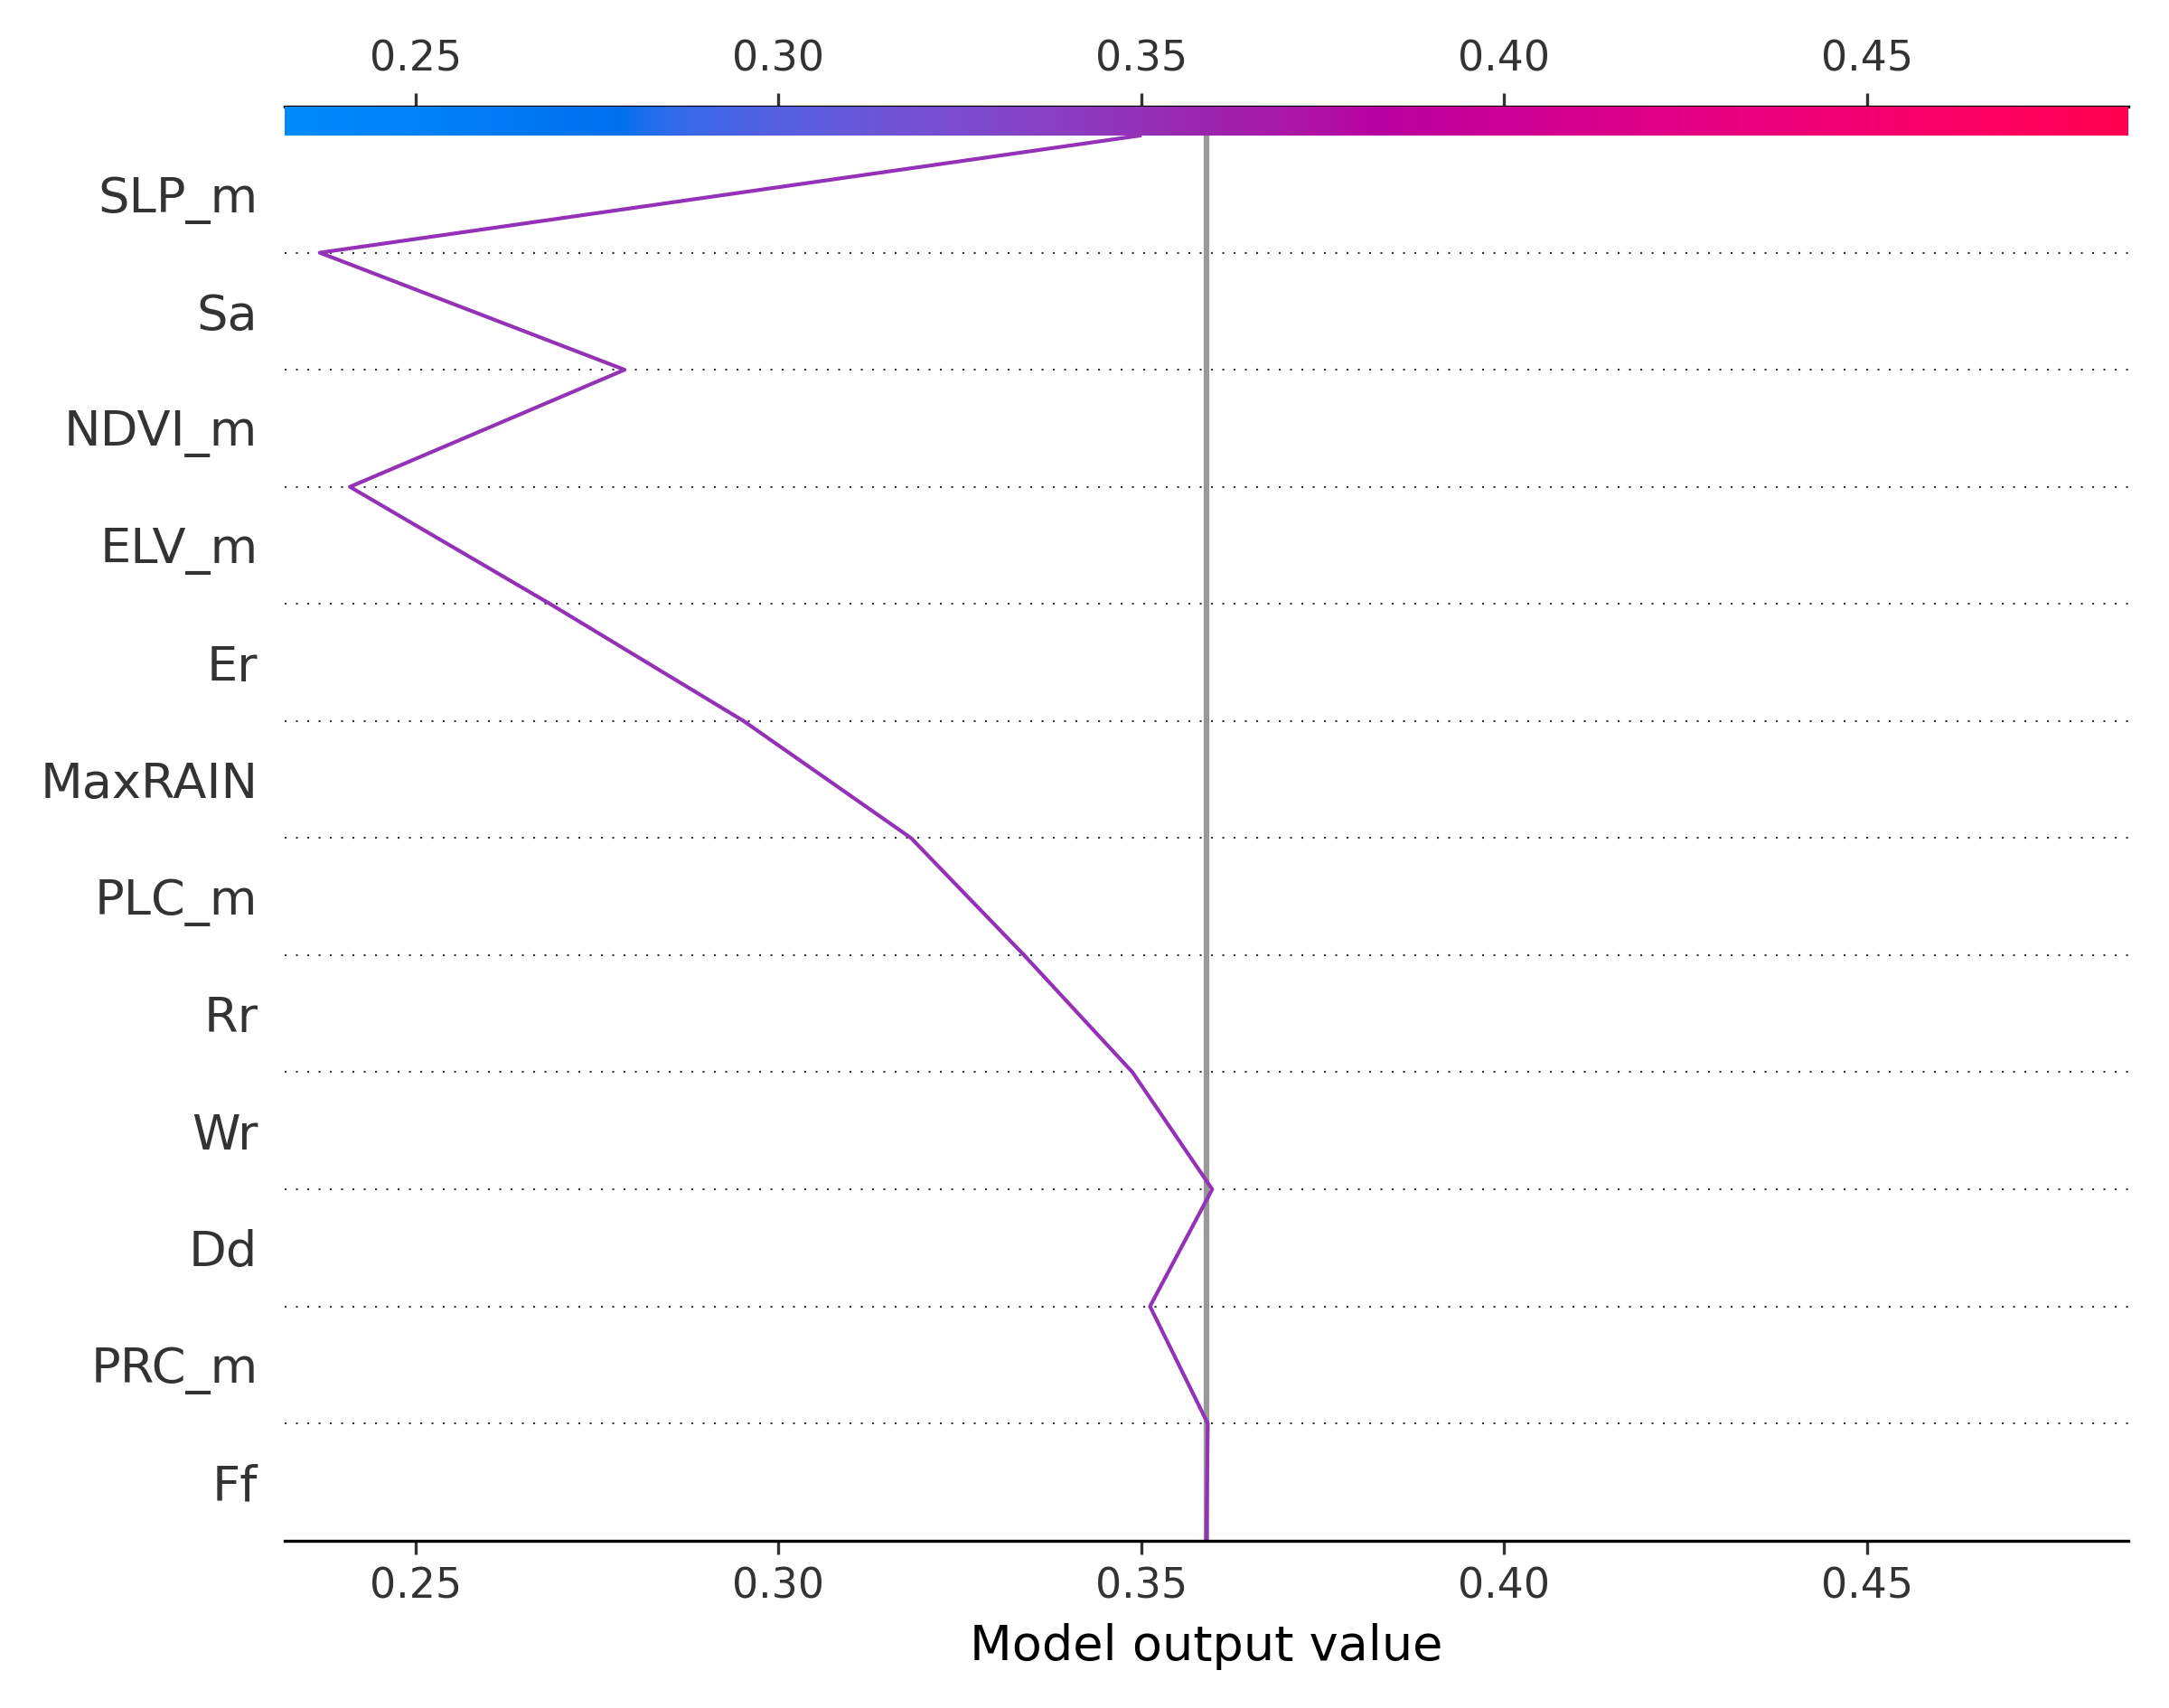 0.25 0.30 0.35 0.40 0.45
SLP_m
Sa
NDVI_m
ELV_m
Er
MaxRAIN
PLC_m
Rr
Wr
Dd
PRC_m
Ff
0.25 0.30 0.35 0.40 0.45
Model output value